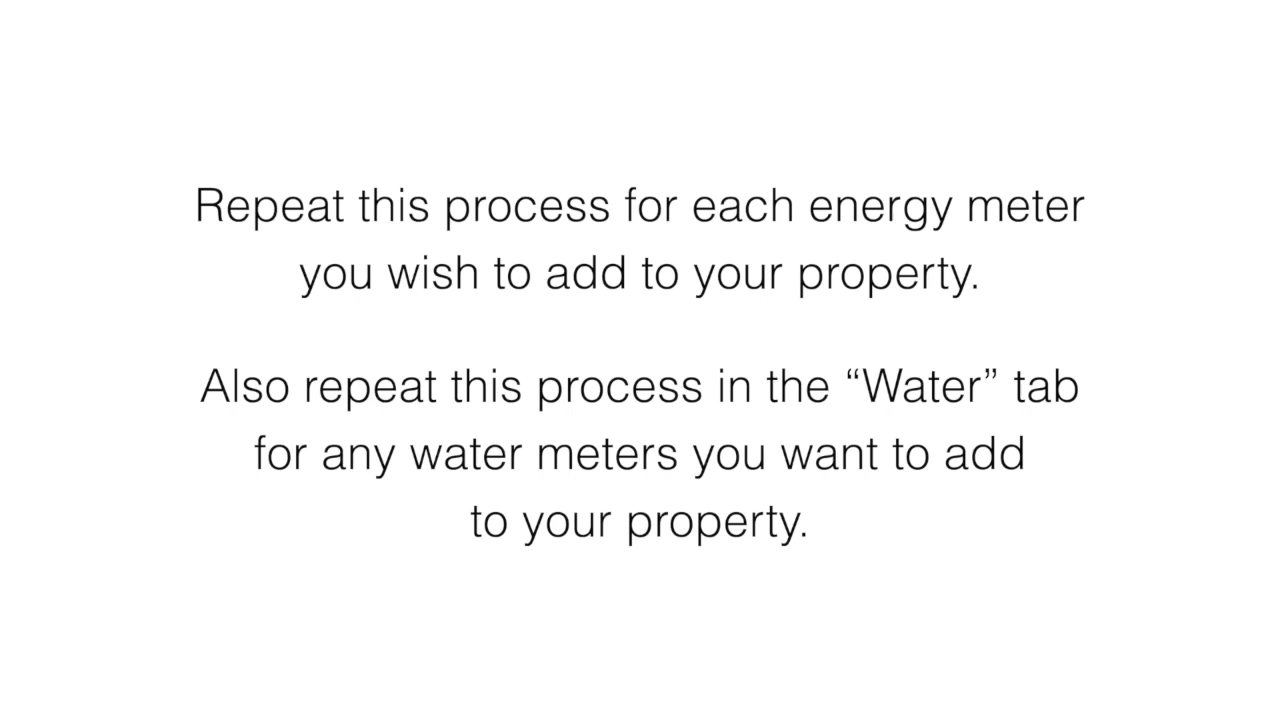 Repeat this process for each energy meter
you wish to add to your property.
Also repeat this process in the “Water” tab
for any water meters you want to add
to your property.